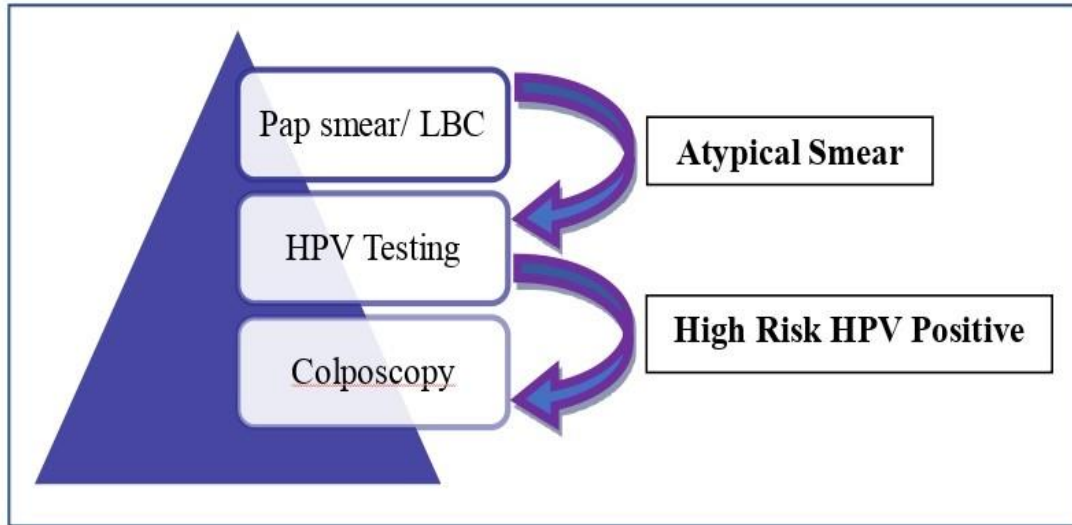 Pap smear/ LBC
Atypical Smear
HPV Testing
High Risk HPV Positive
Colposcopy